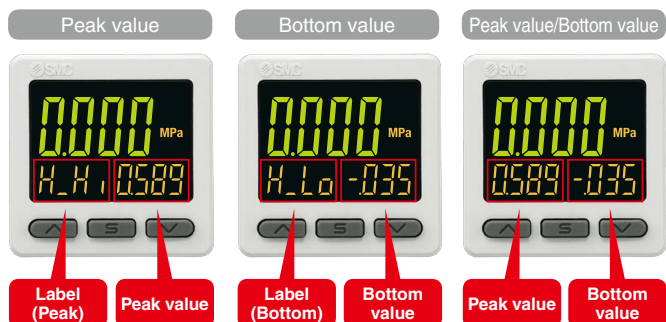 Peak value
Bottom value
Peak value/Bottom value
SMC
SMC
SMC
0.000 MPa
0.000 MPa
0.000 MPa
H_Hi 0.589
H_Lo -.035
0.589 -.035
S
S
S
Label
(Peak)
Peak value
Label
(Bottom)
Bottom
value
Peak value
Bottom
value